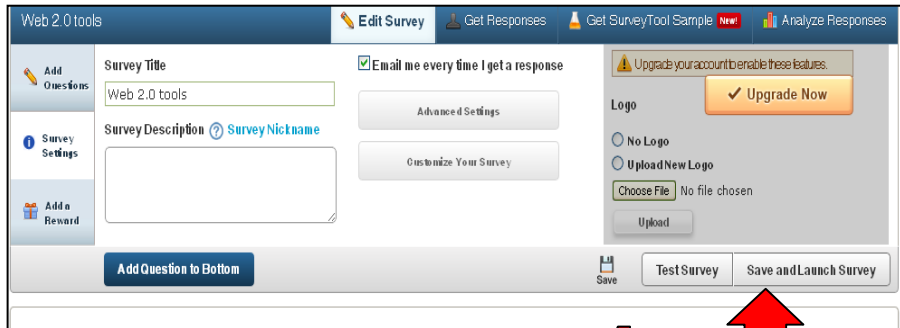 Web 2.0 tools
Edit Survey
Get Responses
Get SurveyTool Sample New!
Analyze Responses
Add
Questions
Survey
Settings
Add a
Reward
Survey Title
Web 2.0 tools
Survey Description ? Survey Nickname
Email me every time I get a response
Advanced Settings
Customize Your Survey
Upgrade your account to enable these features.
Upgrade Now
Logo
No Logo
Upload New Logo
Choose File No file chosen
Upload
Add Question to Bottom
Save
Test Survey
Save and Launch Survey